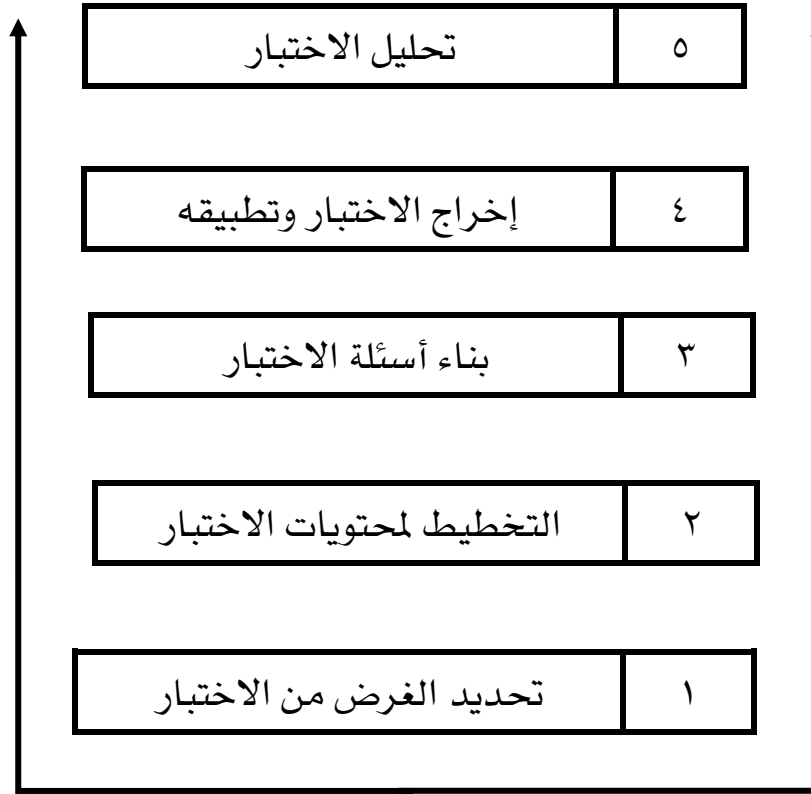 ٥ تحليل الاختبار
٤ إخراج الاختبار وتطبيقه
٣ بناء أسئلة الاختبار
٢ التخطيط لمحتويات الاختبار
١ تحديد الغرض من الاختبار